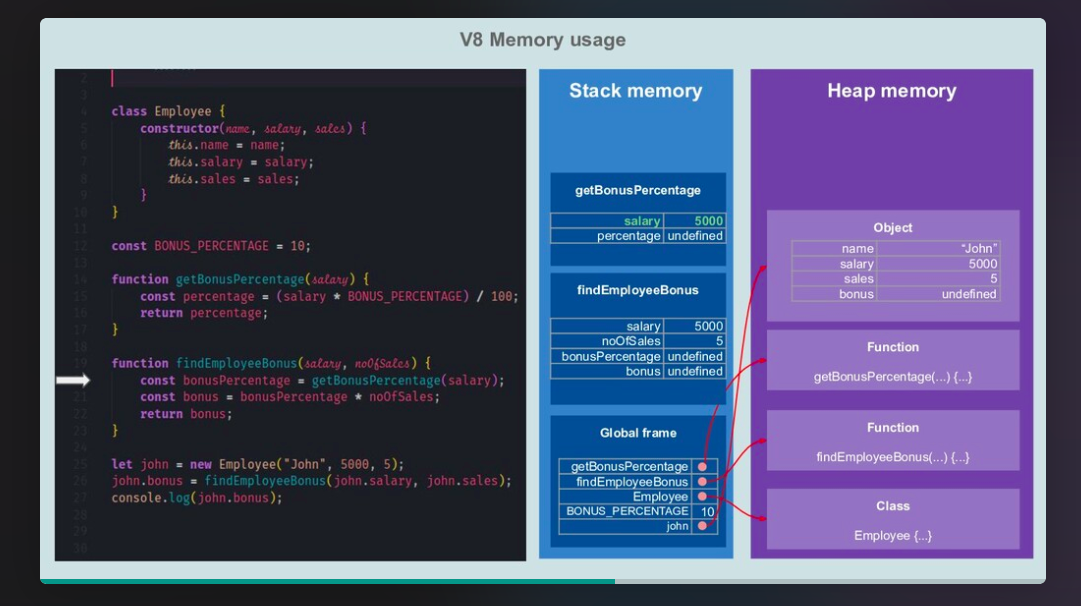 V8 Memory usage
2
3
4 class Employee {
5 constructor(name, salary, sales) {
6 this.name = name;
7 this.salary = salary;
8 this.sales = sales;
9 }
10 }
11
12 const BONUS_PERCENTAGE = 10;
13
14 function getBonusPercentage(salary) {
15 const percentage = (salary * BONUS_PERCENTAGE) / 100;
16 return percentage;
17 }
18
19 function findEmployeeBonus(salary, noOfSales) {
const bonusPercentage = getBonusPercentage(salary);
21 const bonus = bonusPercentage * noOfSales;
22 return bonus;
23 }
24
25 let john = new Employee("John", 5000, 5);
26 john.bonus = findEmployeeBonus(john.salary, john.sales);
27 console.log(john.bonus);
28
29
30
Stack memory
getBonusPercentage
salary 5000
percentage undefined
findEmployeeBonus
salary 5000
noOfSales 5
bonusPercentage undefined
bonus undefined
Global frame
getBonusPercentage
findEmployeeBonus
Employee
BONUS_PERCENTAGE 10
john
Heap memory
Object
name “John”
salary 5000
sales 5
bonus undefined
Function
getBonusPercentage(...) {...}
Function
findEmployeeBonus(...) {...}
Class
Employee {...}